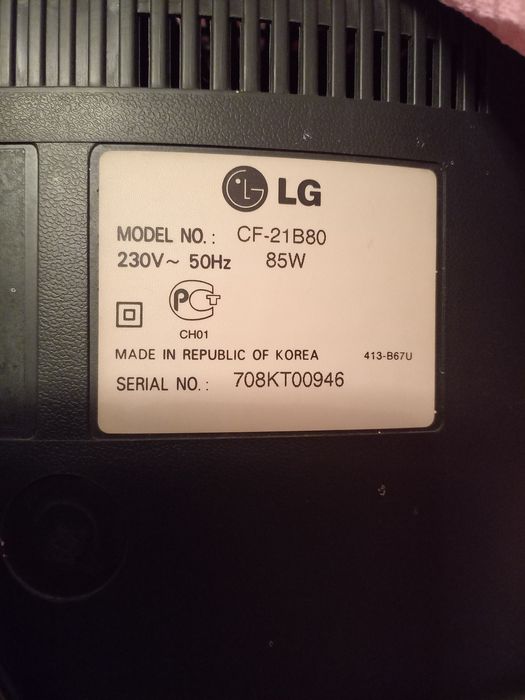 LG
MODEL NO.: CF-21B80
230V~ 50Hz 85W
РСТ
CH01
MADE IN REPUBLIC OF KOREA 413-B67U
SERIAL NO.: 708KT00946